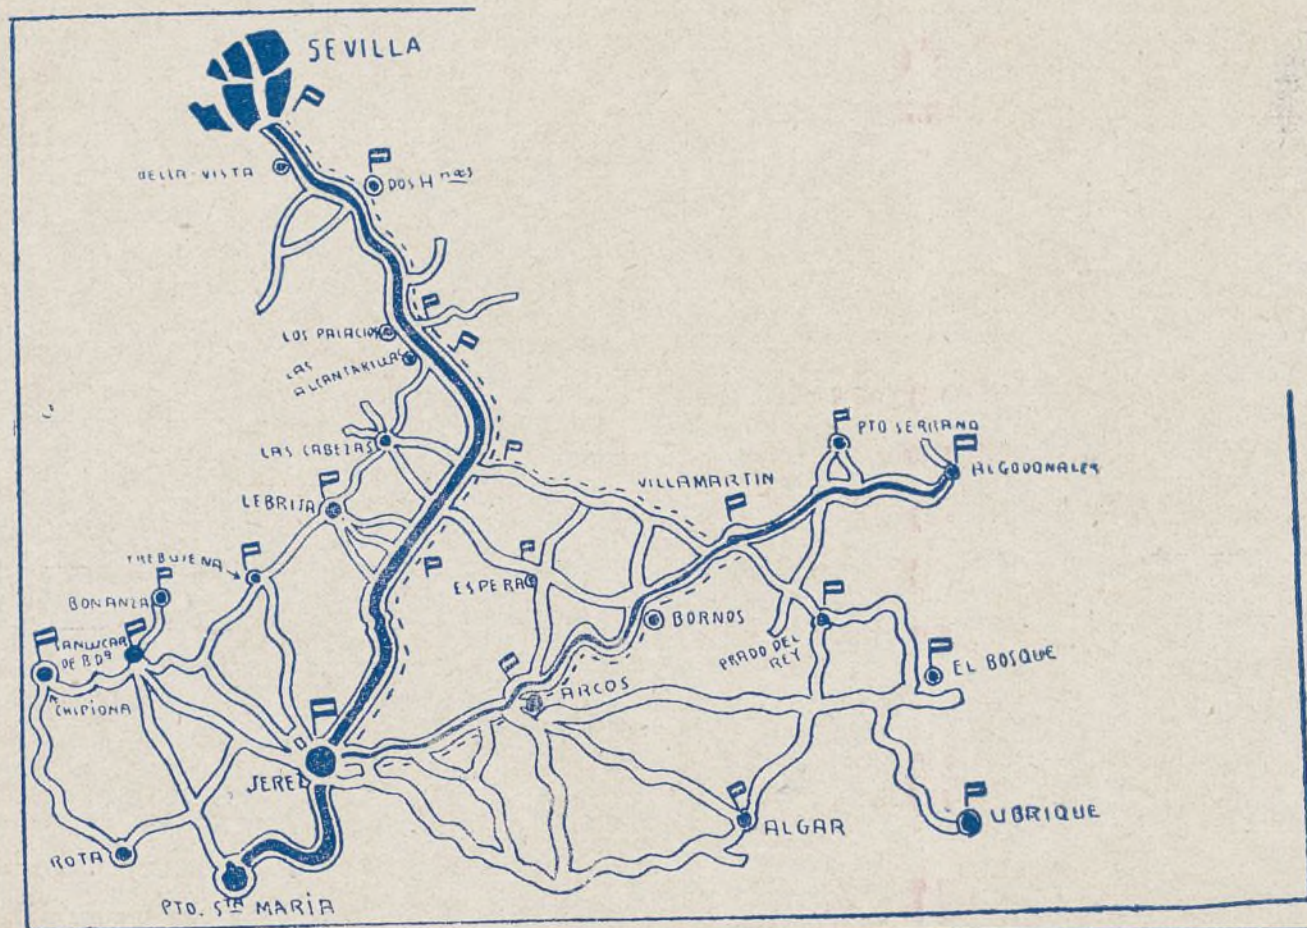 SEVILLA
BELLA-VISTA
DOS Hnas
LOS PALACIOS
LAS
ALCANTARILLAS
LAS CABEZAS
LEBRIJA
TREBUJENA
BONANZA
SANLUCAR
DE BDª
CHIPIONA
JEREZ
ROTA
PTO. STA MARIA
VILLAMARTIN
PTO SERRANO
ALGODONALES
ESPERA
BORNOS
PRADO DEL
REY
EL BOSQUE
ARCOS
ALGAR
UBRIQUE